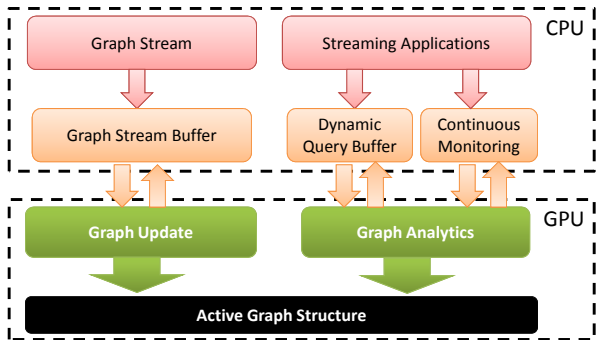 CPU
Graph Stream
Streaming Applications
Graph Stream Buffer
Dynamic
Query Buffer
Continuous
Monitoring
GPU
Graph Update
Graph Analytics
Active Graph Structure